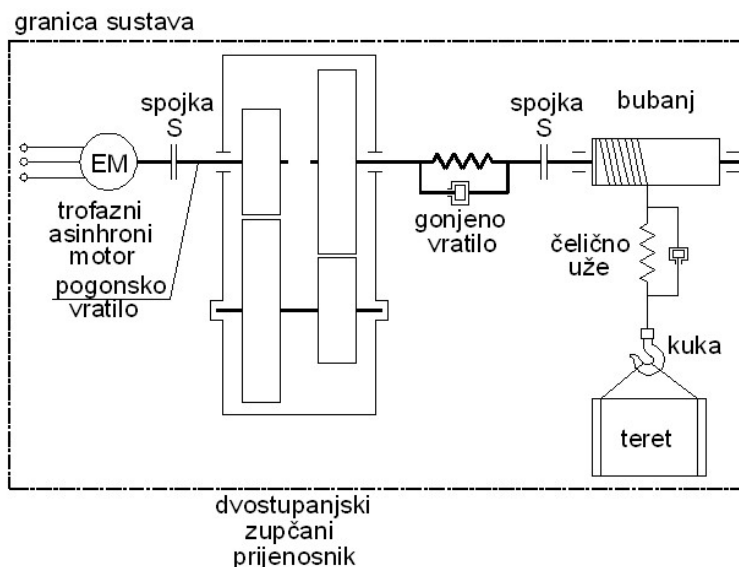 granica sustava
spojka
S
EM
trofazni
asinhroni
motor
pogonsko
vratilo
gonjeno
vratilo
spojka
S
bubanj
čelično
uže
kuka
teret
dvostupanjski
zupčani
prijenosnik